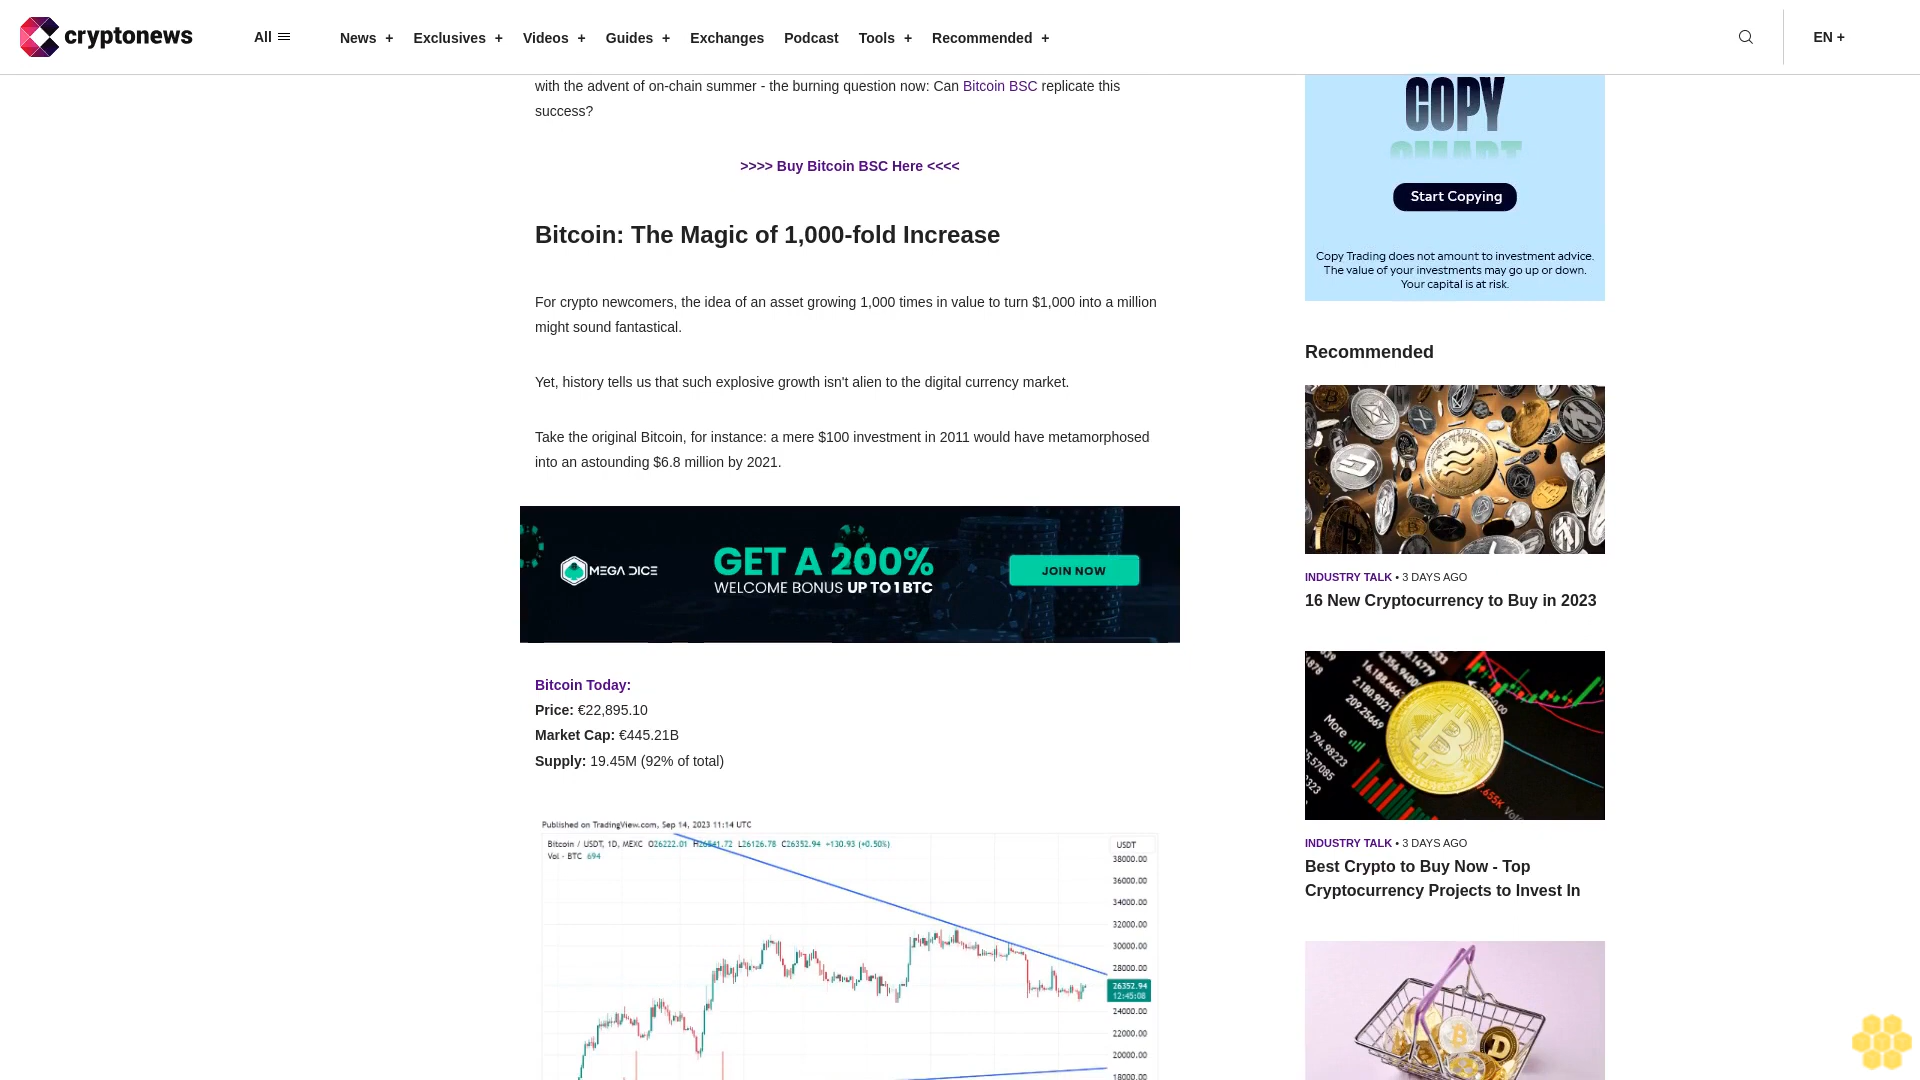 cryptonews
All
News +
Exclusives +
Videos +
Guides +
Exchanges
Podcast
Tools +
Recommended +
EN +
with the advent of on-chain summer - the burning question now: Can Bitcoin BSC replicate this
success?
>>>> Buy Bitcoin BSC Here <<<<
Bitcoin: The Magic of 1,000-fold Increase
For crypto newcomers, the idea of an asset growing 1,000 times in value to turn $1,000 into a million
might sound fantastical.
Yet, history tells us that such explosive growth isn't alien to the digital currency market.
Take the original Bitcoin, for instance: a mere $100 investment in 2011 would have metamorphosed
into an astounding $6.8 million by 2021.
MEGA DICE
GET A 200%
WELCOME BONUS UP TO 1 BTC
JOIN NOW
Bitcoin Today:
Price: €22,895.10
Market Cap: €445.21B
Supply: 19.45M (92% of total)
Published on TradingView.com, Sep 14, 2023 11:14 UTC
Bitcoin / USDT, 1D, MEXC O26222.01 H26541.72 L26126.78 C26352.94 +130.93 (+0.50%)
Vol - BTC 694
USDT
38000.00
36000.00
34000.00
32000.00
30000.00
28000.00
26352.94
12:45:08
24000.00
22000.00
20000.00
18000.00
COPY
SMART
Start Copying
Copy Trading does not amount to investment advice.
The value of your investments may go up or down.
Your capital is at risk.
Recommended
INDUSTRY TALK • 3 DAYS AGO
16 New Cryptocurrency to Buy in 2023
More
INDUSTRY TALK • 3 DAYS AGO
Best Crypto to Buy Now - Top
Cryptocurrency Projects to Invest In